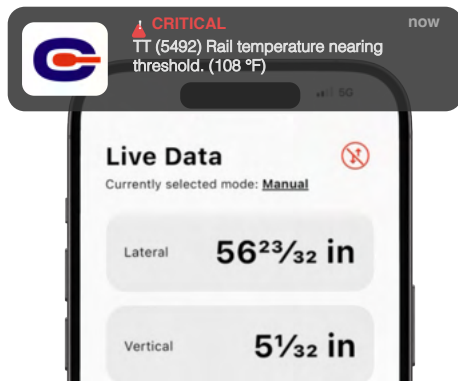 CRITICAL
now
TT (5492) Rail temperature nearing
threshold. (108 °F)
5G
Live Data
Currently selected mode: Manual
Lateral
56²³⁄₃₂ in
Vertical
5¹⁄₃₂ in